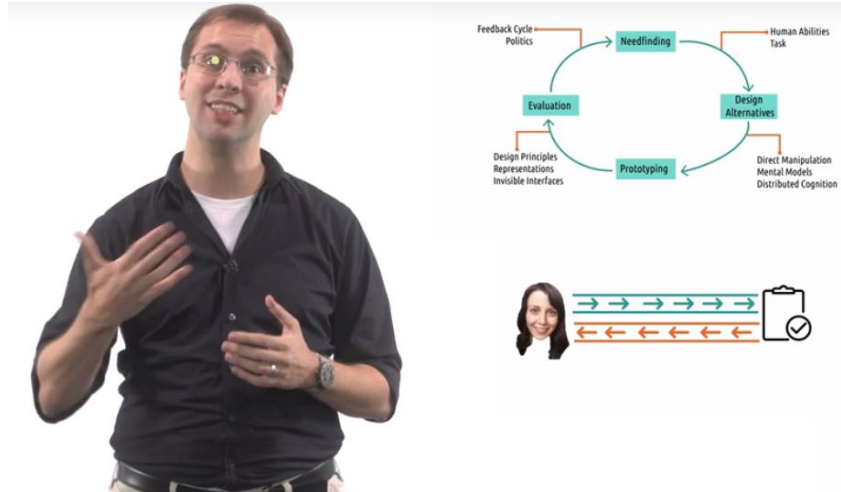 Feedback Cycle
Politics
Needfinding
Human Abilities
Task
Evaluation
Design
Alternatives
Design Principles
Representations
Invisible Interfaces
Prototyping
Direct Manipulation
Mental Models
Distributed Cognition